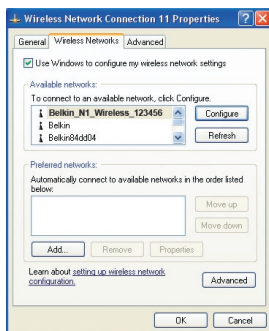 Wireless Network Connection 11 Properties
General
Wireless Networks
Advanced
Use Windows to configure my wireless network settings
Available networks:
To connect to an available network, click Configure.
Belkin_N1_Wireless_123456
Belkin
Belkin84dd04
Configure
Refresh
Preferred networks:
Automatically connect to available networks in the order listed
below:
Move up
Move down
Add...
Remove
Properties
Learn about setting up wireless network
configuration.
Advanced
OK
Cancel